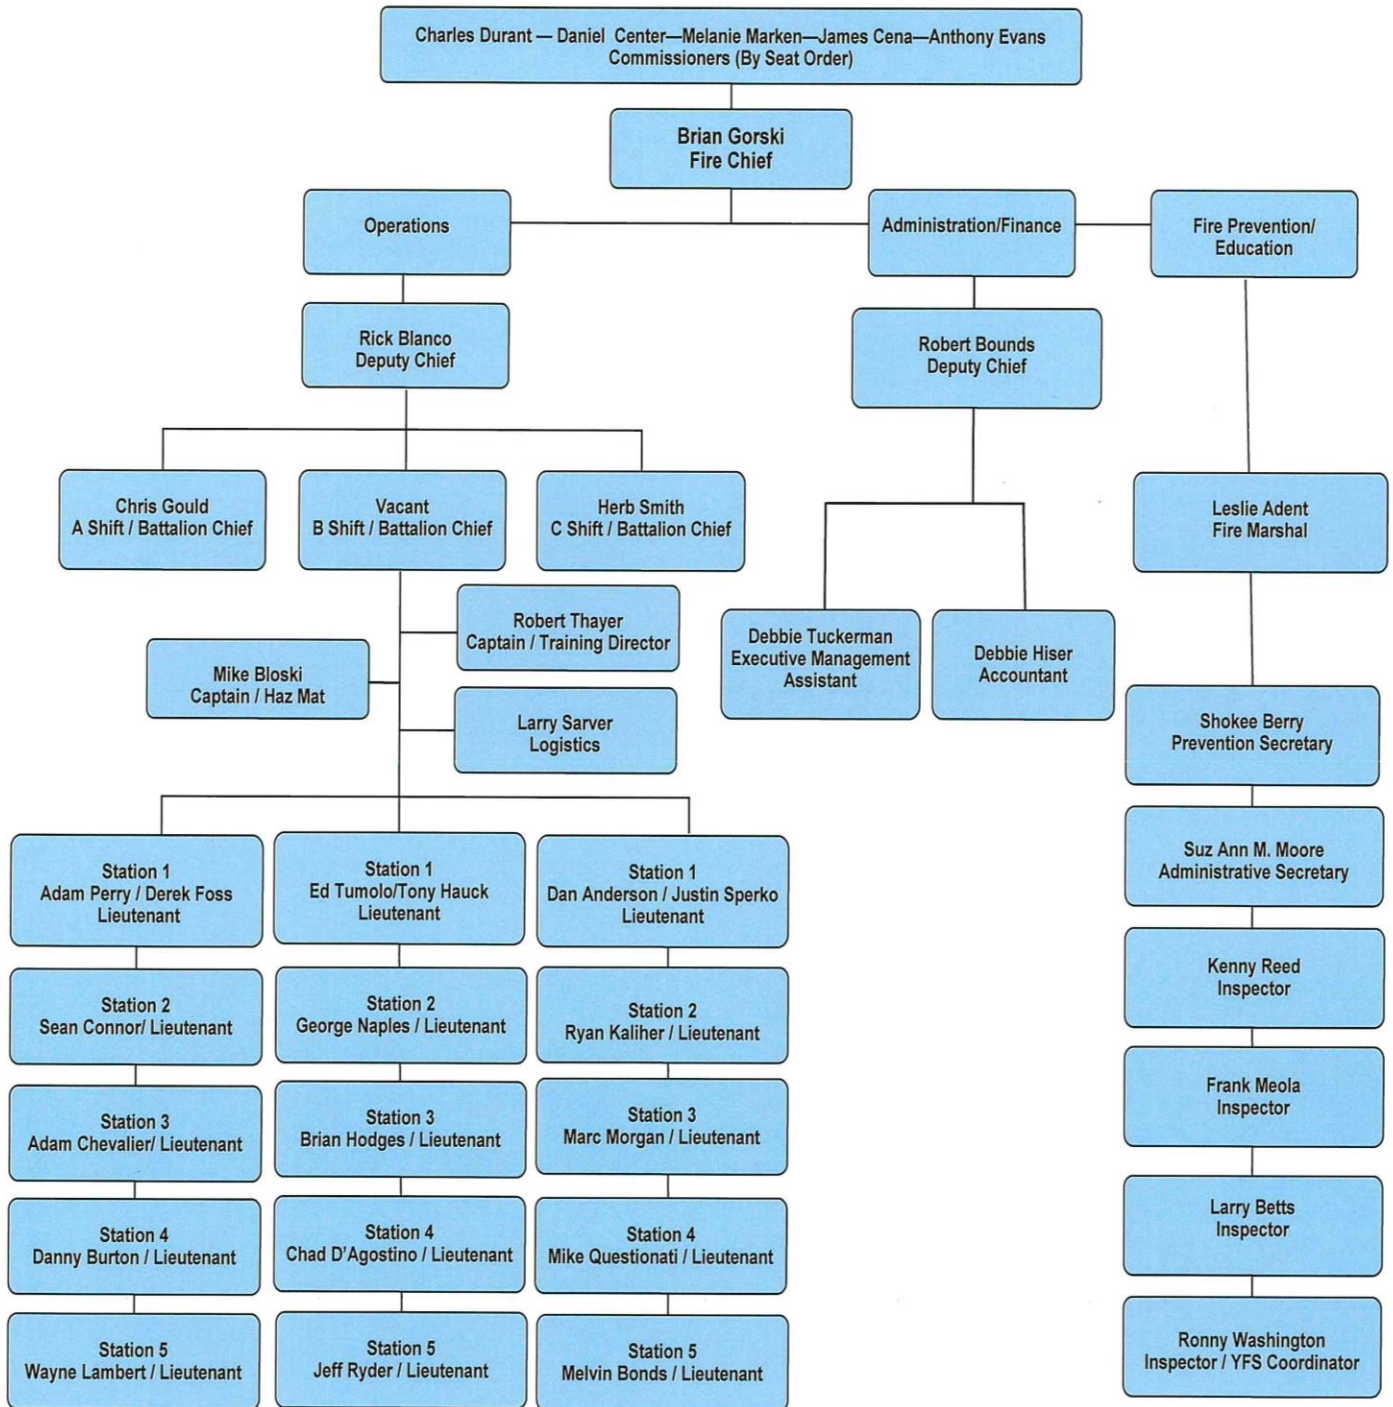 Charles Durant — Daniel Center—Melanie Marken—James Cena—Anthony Evans
Commissioners (By Seat Order)
Brian Gorski
Fire Chief
Operations
Administration/Finance
Fire Prevention/
Education
Rick Blanco
Deputy Chief
Robert Bounds
Deputy Chief
Chris Gould
A Shift / Battalion Chief
Vacant
B Shift / Battalion Chief
Herb Smith
C Shift / Battalion Chief
Leslie Adent
Fire Marshal
Robert Thayer
Captain / Training Director
Mike Bloski
Captain / Haz Mat
Larry Sarver
Logistics
Debbie Tuckerman
Executive Management
Assistant
Debbie Hiser
Accountant
Shokee Berry
Prevention Secretary
Suz Ann M. Moore
Administrative Secretary
Kenny Reed
Inspector
Frank Meola
Inspector
Larry Betts
Inspector
Ronny Washington
Inspector / YFS Coordinator
Station 1
Adam Perry / Derek Foss
Lieutenant
Station 2
Sean Connor/ Lieutenant
Station 3
Adam Chevalier/ Lieutenant
Station 4
Danny Burton / Lieutenant
Station 5
Wayne Lambert / Lieutenant
Station 1
Ed Tumolo/Tony Hauck
Lieutenant
Station 2
George Naples / Lieutenant
Station 3
Brian Hodges / Lieutenant
Station 4
Chad D'Agostino / Lieutenant
Station 5
Jeff Ryder / Lieutenant
Station 1
Dan Anderson / Justin Sperko
Lieutenant
Station 2
Ryan Kaliher / Lieutenant
Station 3
Marc Morgan / Lieutenant
Station 4
Mike Questionati / Lieutenant
Station 5
Melvin Bonds / Lieutenant